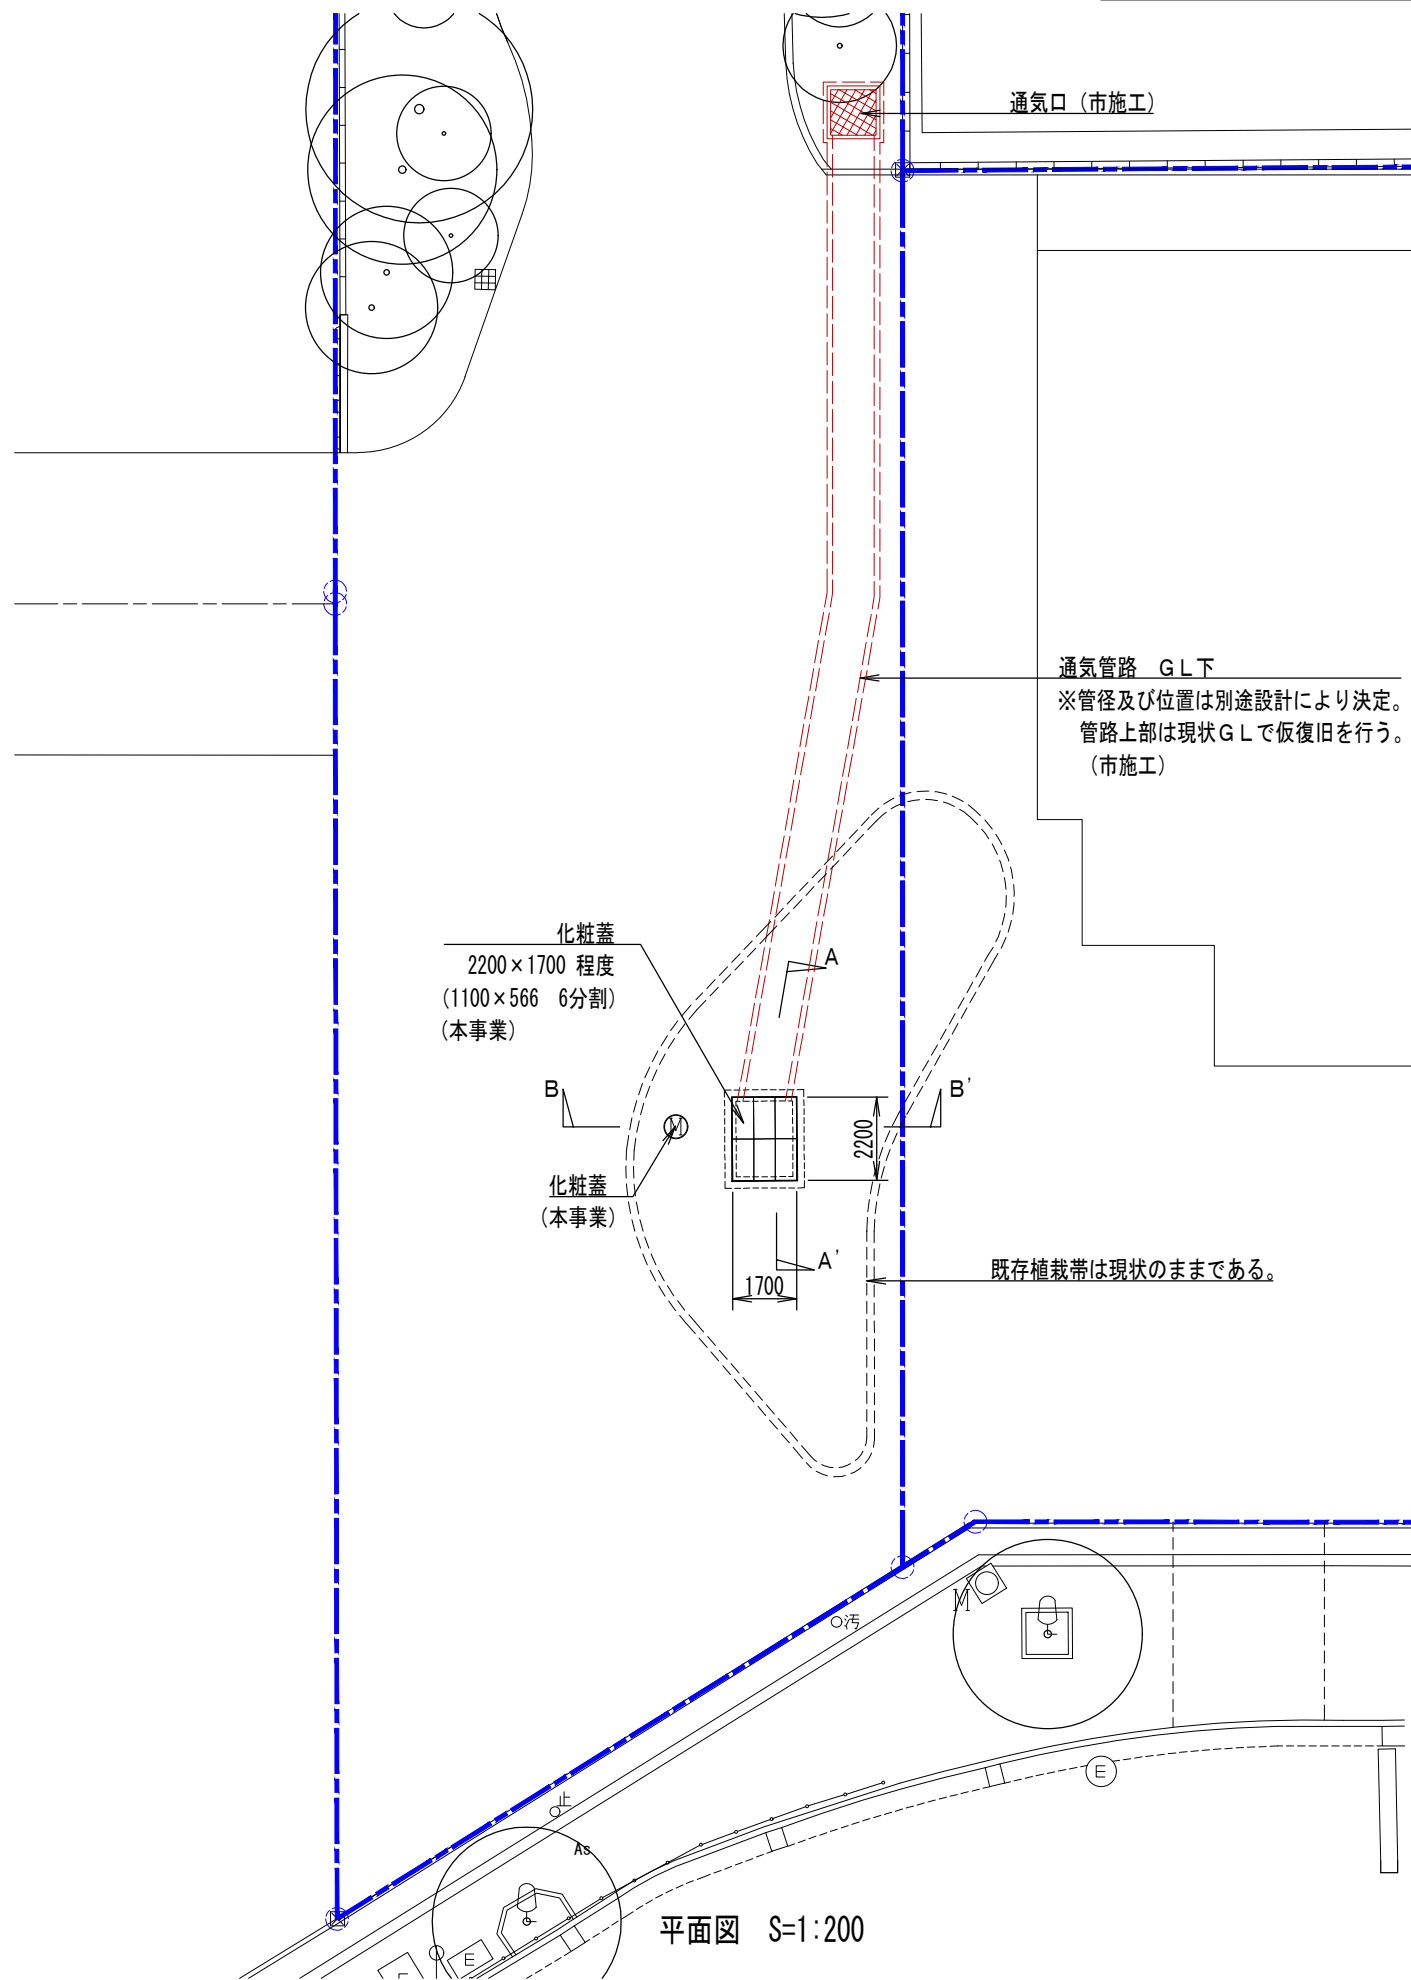 通気口（市施工）
通気管路　ＧＬ下
※管径及び位置は別途設計により決定。
管路上部は現状ＧＬで仮復旧を行う。
（市施工）
化粧蓋
2200×1700 程度
(1100×566　6分割)
(本事業)
A
B
B'
M
2200
化粧蓋
(本事業)
A'
1700
既存植栽帯は現状のままである。
M
汚
E
止
As
E
平面図　S=1:200